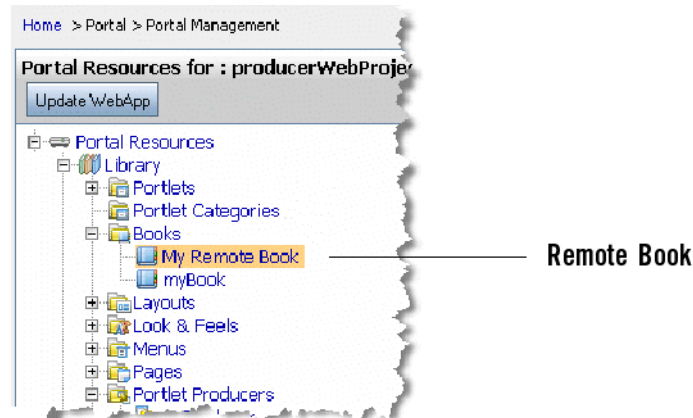 Home > Portal > Portal Management
Portal Resources for : producerWebProjec
Update WebApp
Portal Resources
Library
Portlets
Portlet Categories
Books
My Remote Book
Remote Book
myBook
Layouts
Look & Feels
Menus
Pages
Portlet Producers